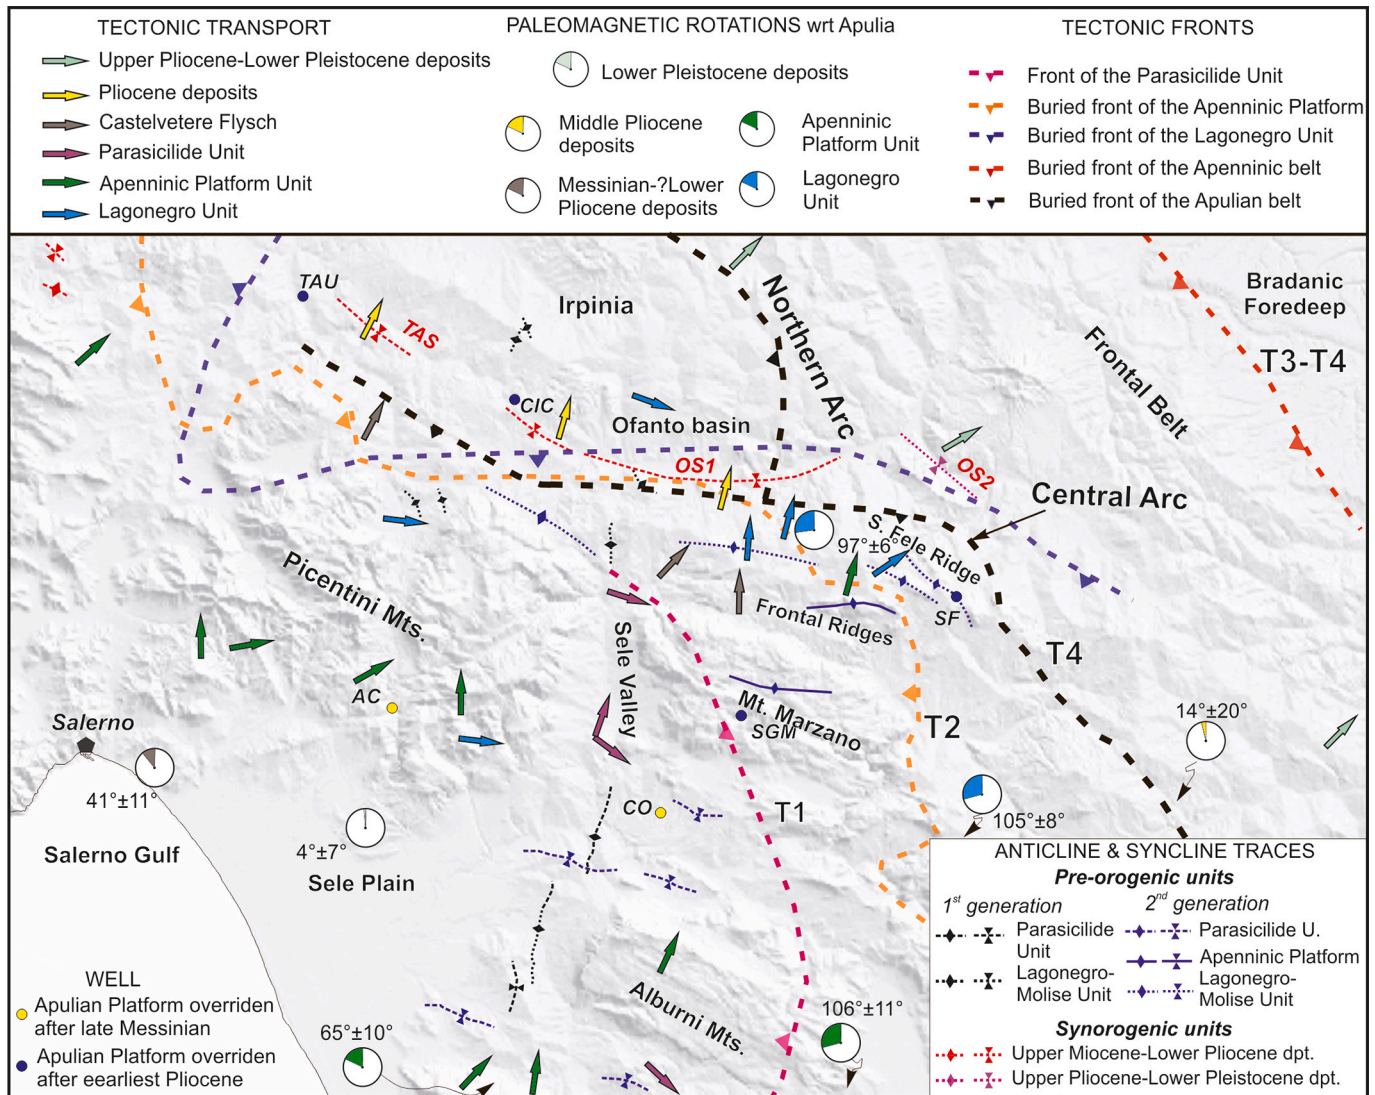 TECTONIC TRANSPORT
Upper Pliocene-Lower Pleistocene deposits
Pliocene deposits
Castelvetere Flysch
Parasicilide Unit
Apenninic Platform Unit
Lagonegro Unit
PALEOMAGNETIC ROTATIONS wrt Apulia
Lower Pleistocene deposits
Middle Pliocene
deposits
Apenninic
Platform Unit
Messinian-?Lower
Pliocene deposits
Lagonegro
Unit
TECTONIC FRONTS
Front of the Parasicilide Unit
Buried front of the Apenninic Platform
Buried front of the Lagonegro Unit
Buried front of the Apenninic belt
Buried front of the Apulian belt
TAU
TAS
Irpinia
Northern Arc
Bradanic
Foredeep
T3-T4
Frontal Belt
CIC
Ofanto basin
OS1
OS2
Central Arc
S. Fele Ridge
97°±6°
SF
Frontal Ridges
Picentini Mts.
Sele Valley
T4
AC
Mt. Marzano
SGM
T2
14°±20°
Salerno
41°±11°
CO
T1
105°±8°
4°±7°
Salerno Gulf
Sele Plain
Alburni Mts.
106°±11°
65°±10°
WELL
Apulian Platform overriden
after late Messinian
Apulian Platform overriden
after eearliest Pliocene
ANTICLINE & SYNCLINE TRACES
Pre-orogenic units
1st generation
2nd generation
Parasicilide
Unit
Parasicilide U.
Apenninic Platform
Lagonegro-
Molise Unit
Lagonegro-
Molise Unit
Synorogenic units
Upper Miocene-Lower Pliocene dpt.
Upper Pliocene-Lower Pleistocene dpt.